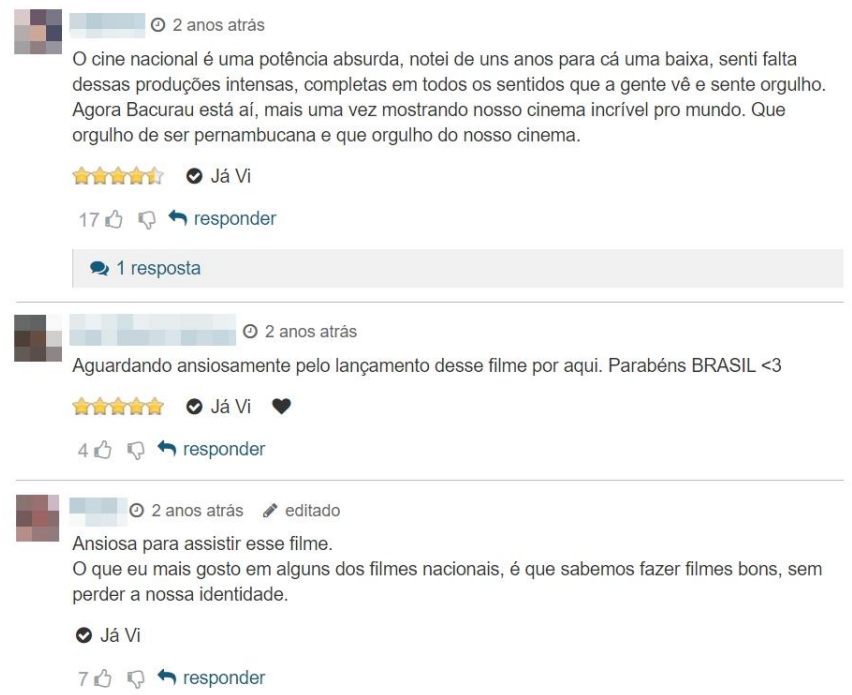 2 anos atrás
O cine nacional é uma potência absurda, notei de uns anos para cá uma baixa, senti falta
dessas produções intensas, completas em todos os sentidos que a gente vê e sente orgulho.
Agora Bacurau está aí, mais uma vez mostrando nosso cinema incrível pro mundo. Que
orgulho de ser pernambucana e que orgulho do nosso cinema.
Já Vi
17 responder
1 resposta
2 anos atrás
Aguardando ansiosamente pelo lançamento desse filme por aqui. Parabéns BRASIL <3
Já Vi
4 responder
2 anos atrás editado
Ansiosa para assistir esse filme.
O que eu mais gosto em alguns dos filmes nacionais, é que sabemos fazer filmes bons, sem
perder a nossa identidade.
Já Vi
7 responder